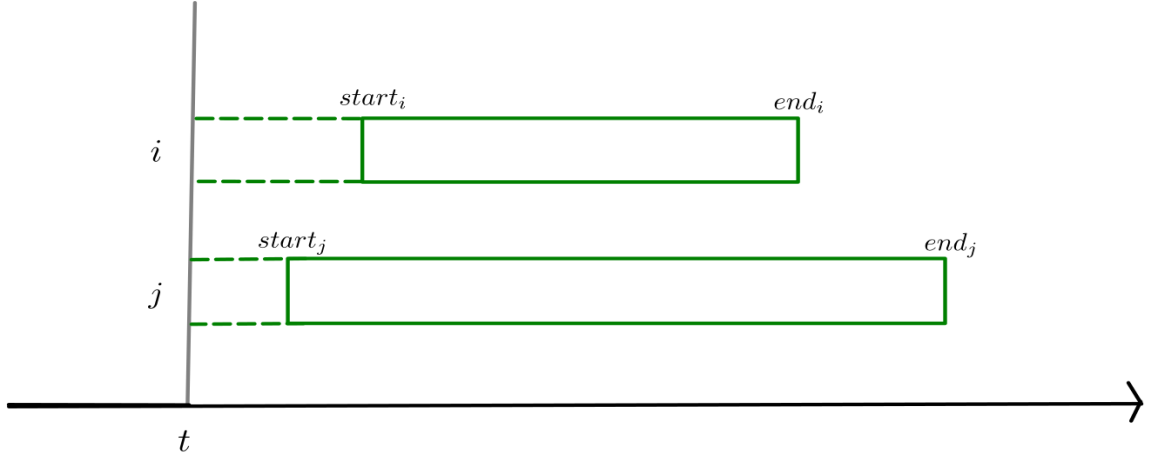 start_i
end_i
i
start_j
end_j
j
t